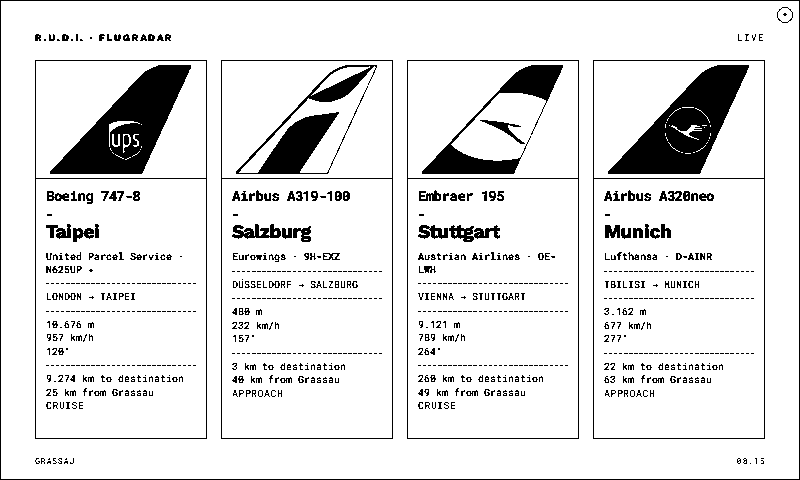 R.U.D.I. · FLUGRADAR
LIVE
ups
Boeing 747-8
-
Taipei
United Parcel Service ·
N625UP ✦
LONDON → TAIPEI
10.676 m
957 km/h
120°
9.274 km to destination
25 km from Grassau
CRUISE
Airbus A319-100
-
Salzburg
Eurowings · 9H-EXZ
DÜSSELDORF → SALZBURG
480 m
232 km/h
157°
3 km to destination
40 km from Grassau
APPROACH
Embraer 195
-
Stuttgart
Austrian Airlines · OE-
LWH
VIENNA → STUTTGART
9.121 m
789 km/h
264°
260 km to destination
49 km from Grassau
CRUISE
Airbus A320neo
-
Munich
Lufthansa · D-AINR
TBILISI → MUNICH
3.162 m
677 km/h
277°
22 km to destination
63 km from Grassau
APPROACH
GRASSAU
08.15